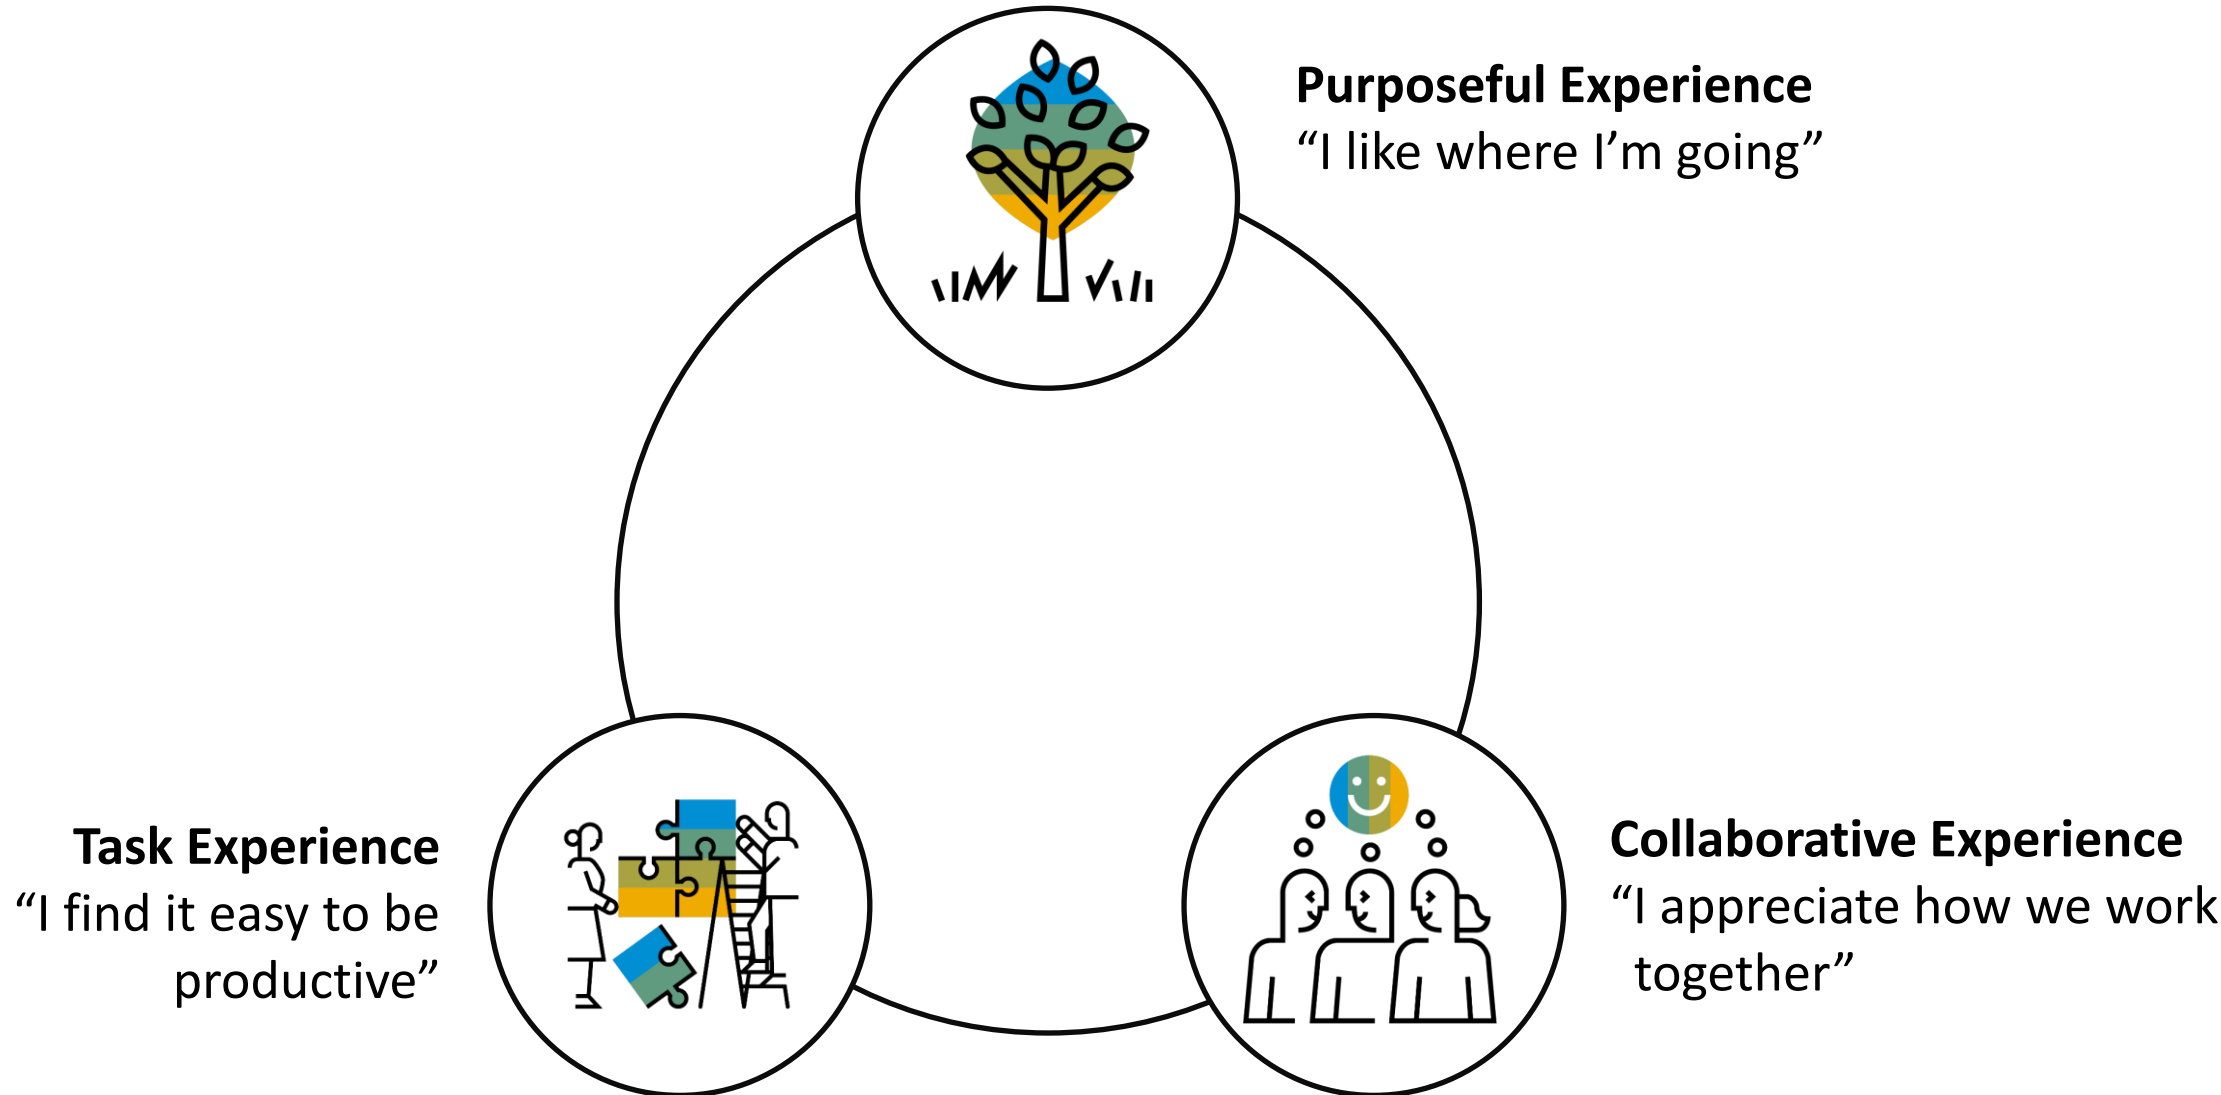 Purposeful Experience
“I like where I’m going”
Task Experience
“I find it easy to be
productive”
Collaborative Experience
“I appreciate how we work
together”